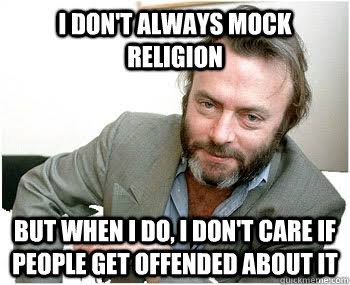 I DON'T ALWAYS MOCK
RELIGION
BUT WHEN I DO, I DON'T CARE IF
PEOPLE GET OFFENDED ABOUT IT
quickmeme.com